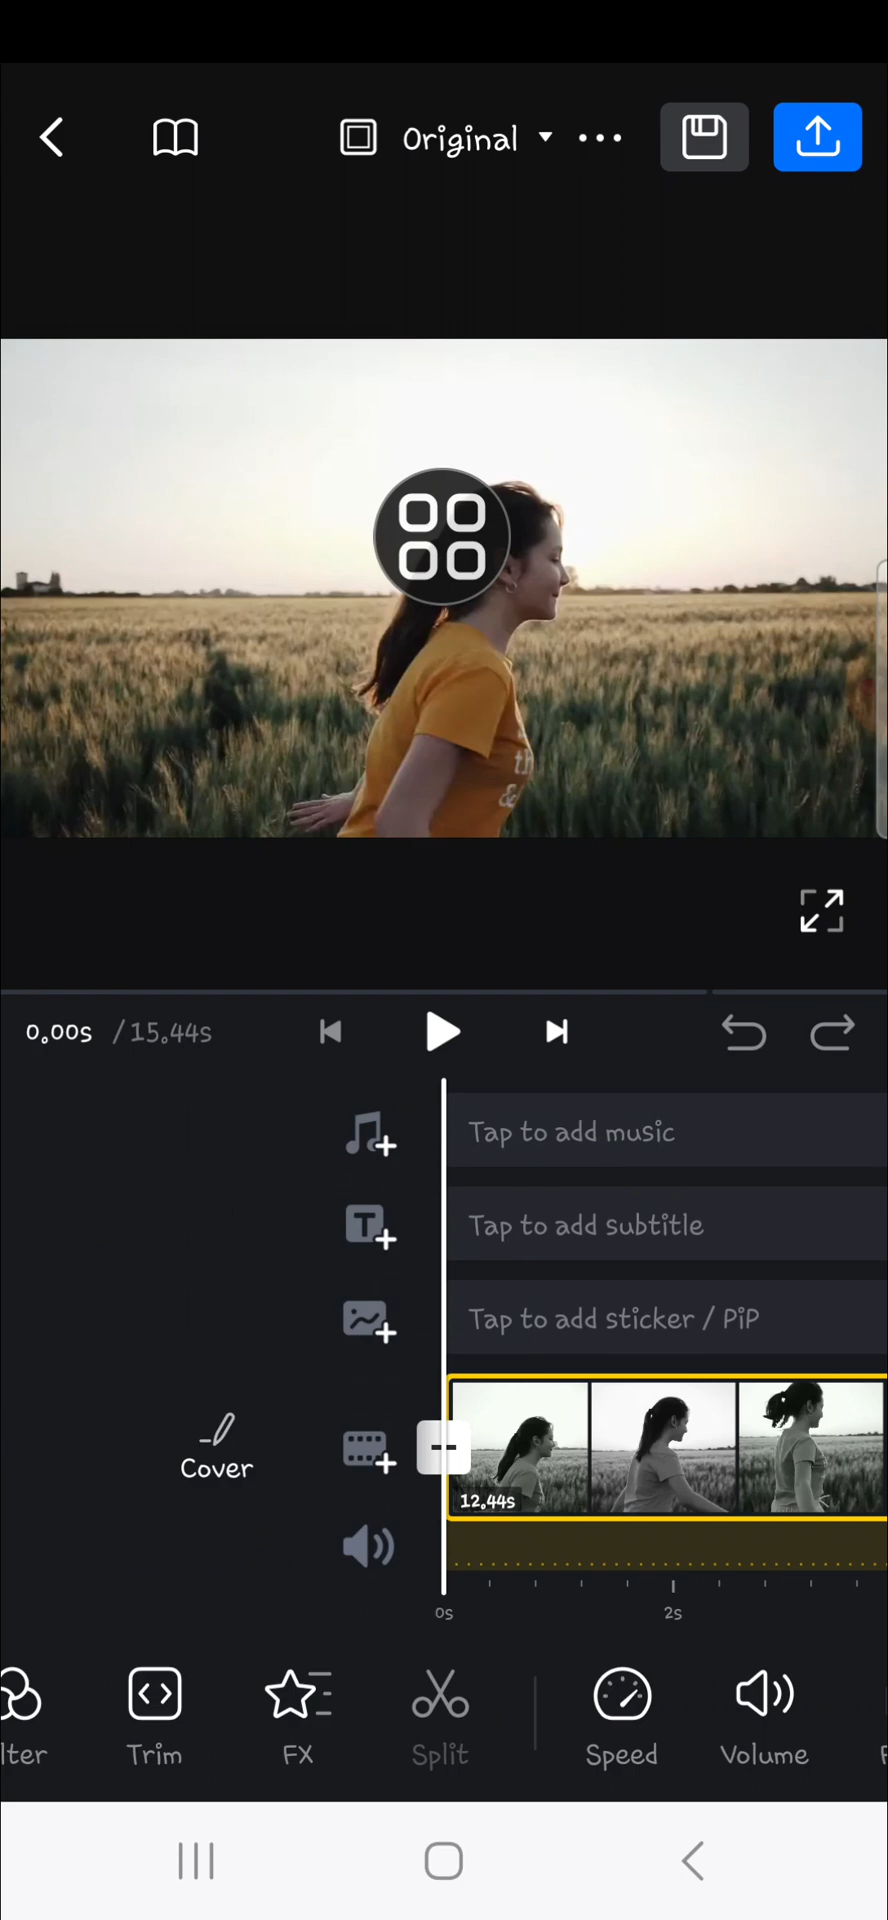 Original
th
&
0.00s / 15.44s
Tap to add music
Tap to add subtitle
Tap to add sticker / PiP
Cover
12.44s
0s 2s
lter Trim FX Split Speed Volume